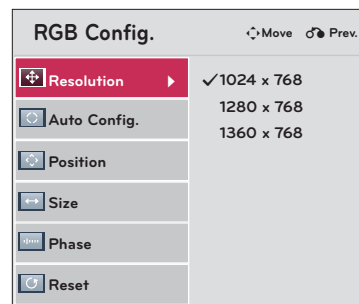 RGB Config.
Move Prev.
Resolution
Auto Config.
Position
Size
Phase
Reset
1024 x 768
1280 x 768
1360 x 768